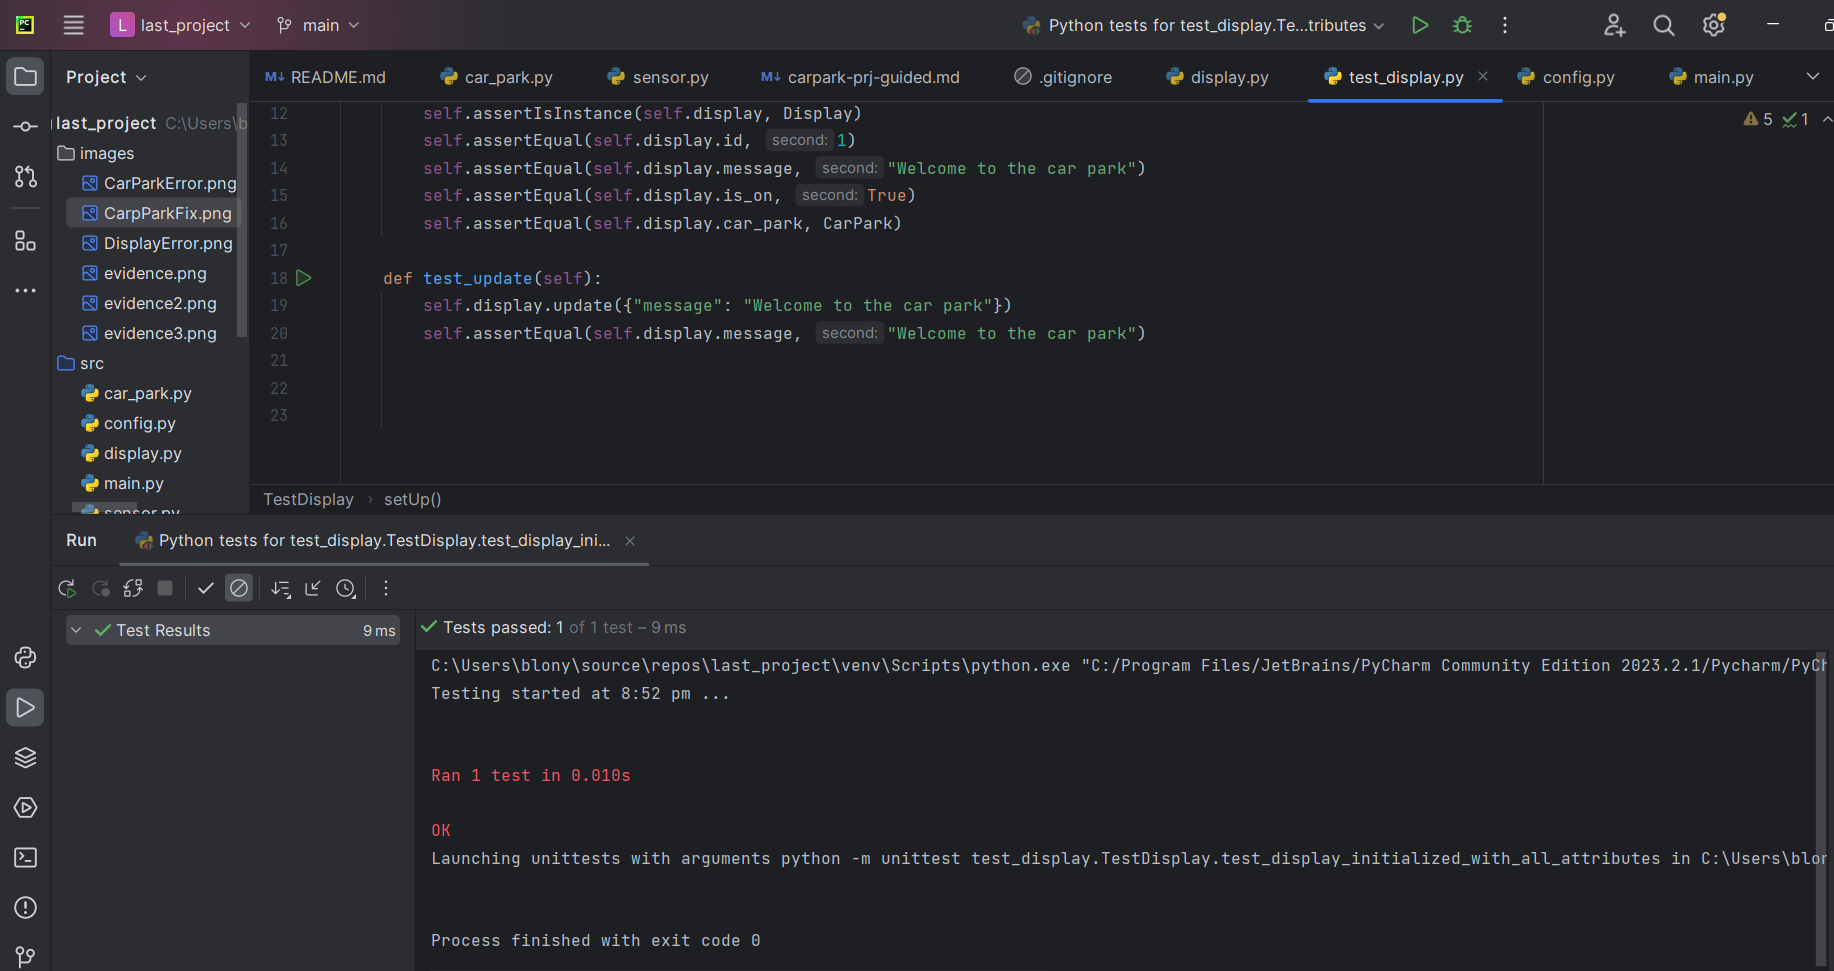 PC
L last_project
main
Python tests for test_display.Te...tributes
Project
README.md
car_park.py
sensor.py
carpark-prj-guided.md
.gitignore
display.py
test_display.py
config.py
main.py
last_project C:\Users\b
images
CarParkError.png
CarpParkFix.png
DisplayError.png
evidence.png
evidence2.png
evidence3.png
src
car_park.py
config.py
display.py
main.py
sensor.py
12 self.assertIsInstance(self.display, Display)
13 self.assertEqual(self.display.id, second: 1)
14 self.assertEqual(self.display.message, second: "Welcome to the car park")
15 self.assertEqual(self.display.is_on, second: True)
16 self.assertEqual(self.display.car_park, CarPark)
17
18 def test_update(self):
19 self.display.update({"message": "Welcome to the car park"})
20 self.assertEqual(self.display.message, second: "Welcome to the car park")
21
22
23
5 1
TestDisplay › setUp()
Run
Python tests for test_display.TestDisplay.test_display_ini...
Test Results 9 ms
Tests passed: 1 of 1 test – 9 ms
C:\Users\blony\source\repos\last_project\venv\Scripts\python.exe "C:/Program Files/JetBrains/PyCharm Community Edition 2023.2.1/Pycharm/PyCh
Testing started at 8:52 pm ...
Ran 1 test in 0.010s
OK
Launching unittests with arguments python -m unittest test_display.TestDisplay.test_display_initialized_with_all_attributes in C:\Users\blon
Process finished with exit code 0